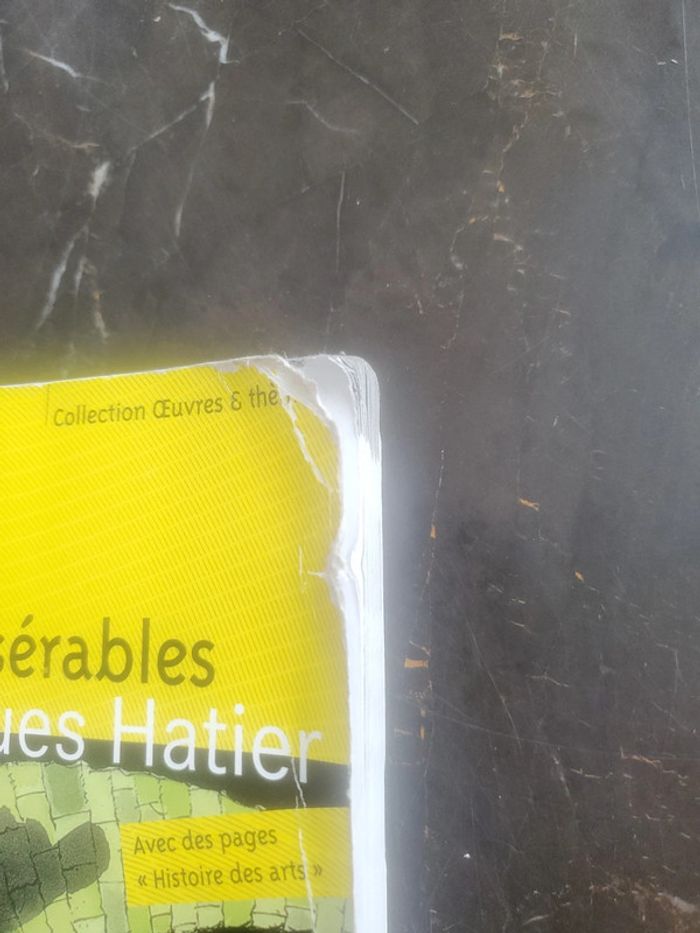 Collection Œuvres & thè
sérables
ues Hatier
Avec des pages
« Histoire des arts »